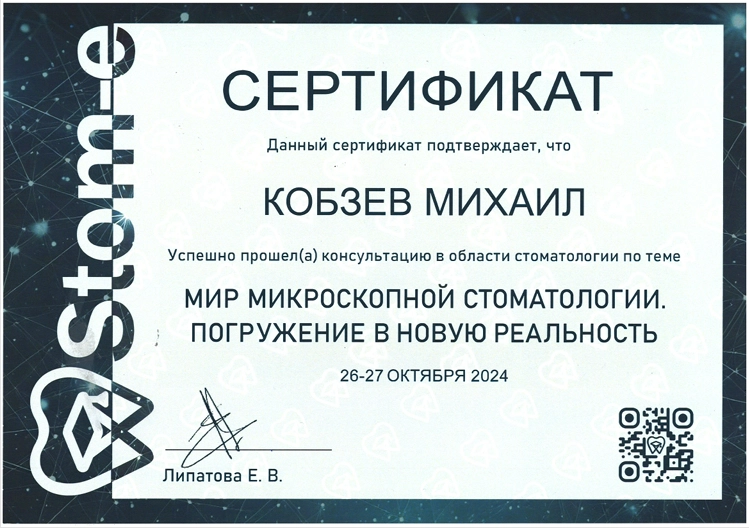 Stom-e
СЕРТИФИКАТ
Данный сертификат подтверждает, что
КОБЗЕВ МИХАИЛ
Успешно прошел(а) консультацию в области стоматологии по теме
МИР МИКРОСКОПНОЙ СТОМАТОЛОГИИ.
ПОГРУЖЕНИЕ В НОВУЮ РЕАЛЬНОСТЬ
26-27 ОКТЯБРЯ 2024
Липатова Е. В.